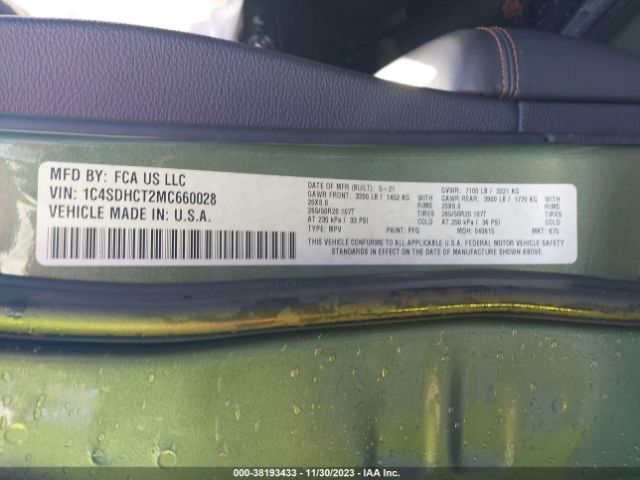 MFD BY: FCA US LLC
VIN: 1C4SDHCT2MC660028
VEHICLE MADE IN: U.S.A.
DATE OF MFR (BUILT): 5-21 GVWR: 7100 LB / 3221 KG
GAWR FRONT: 3200 LB / 1452 KG WITH GAWR REAR: 3900 LB / 1770 KG WITH
20X8.0 RIMS 20X8.0 RIMS
265/50R20 107T TIRES 265/50R20 107T TIRES
AT 230 kPa / 33 PSI COLD AT 250 kPa / 36 PSI COLD
TYPE: MPV PAINT: PFQ MDH: 045615 MKT: 875
THIS VEHICLE CONFORMS TO ALL APPLICABLE U.S.A. FEDERAL MOTOR VEHICLE SAFETY
STANDARDS IN EFFECT ON THE DATE OF MANUFACTURE SHOWN ABOVE.
000-38193433 - 11/30/2023 - IAA Inc.